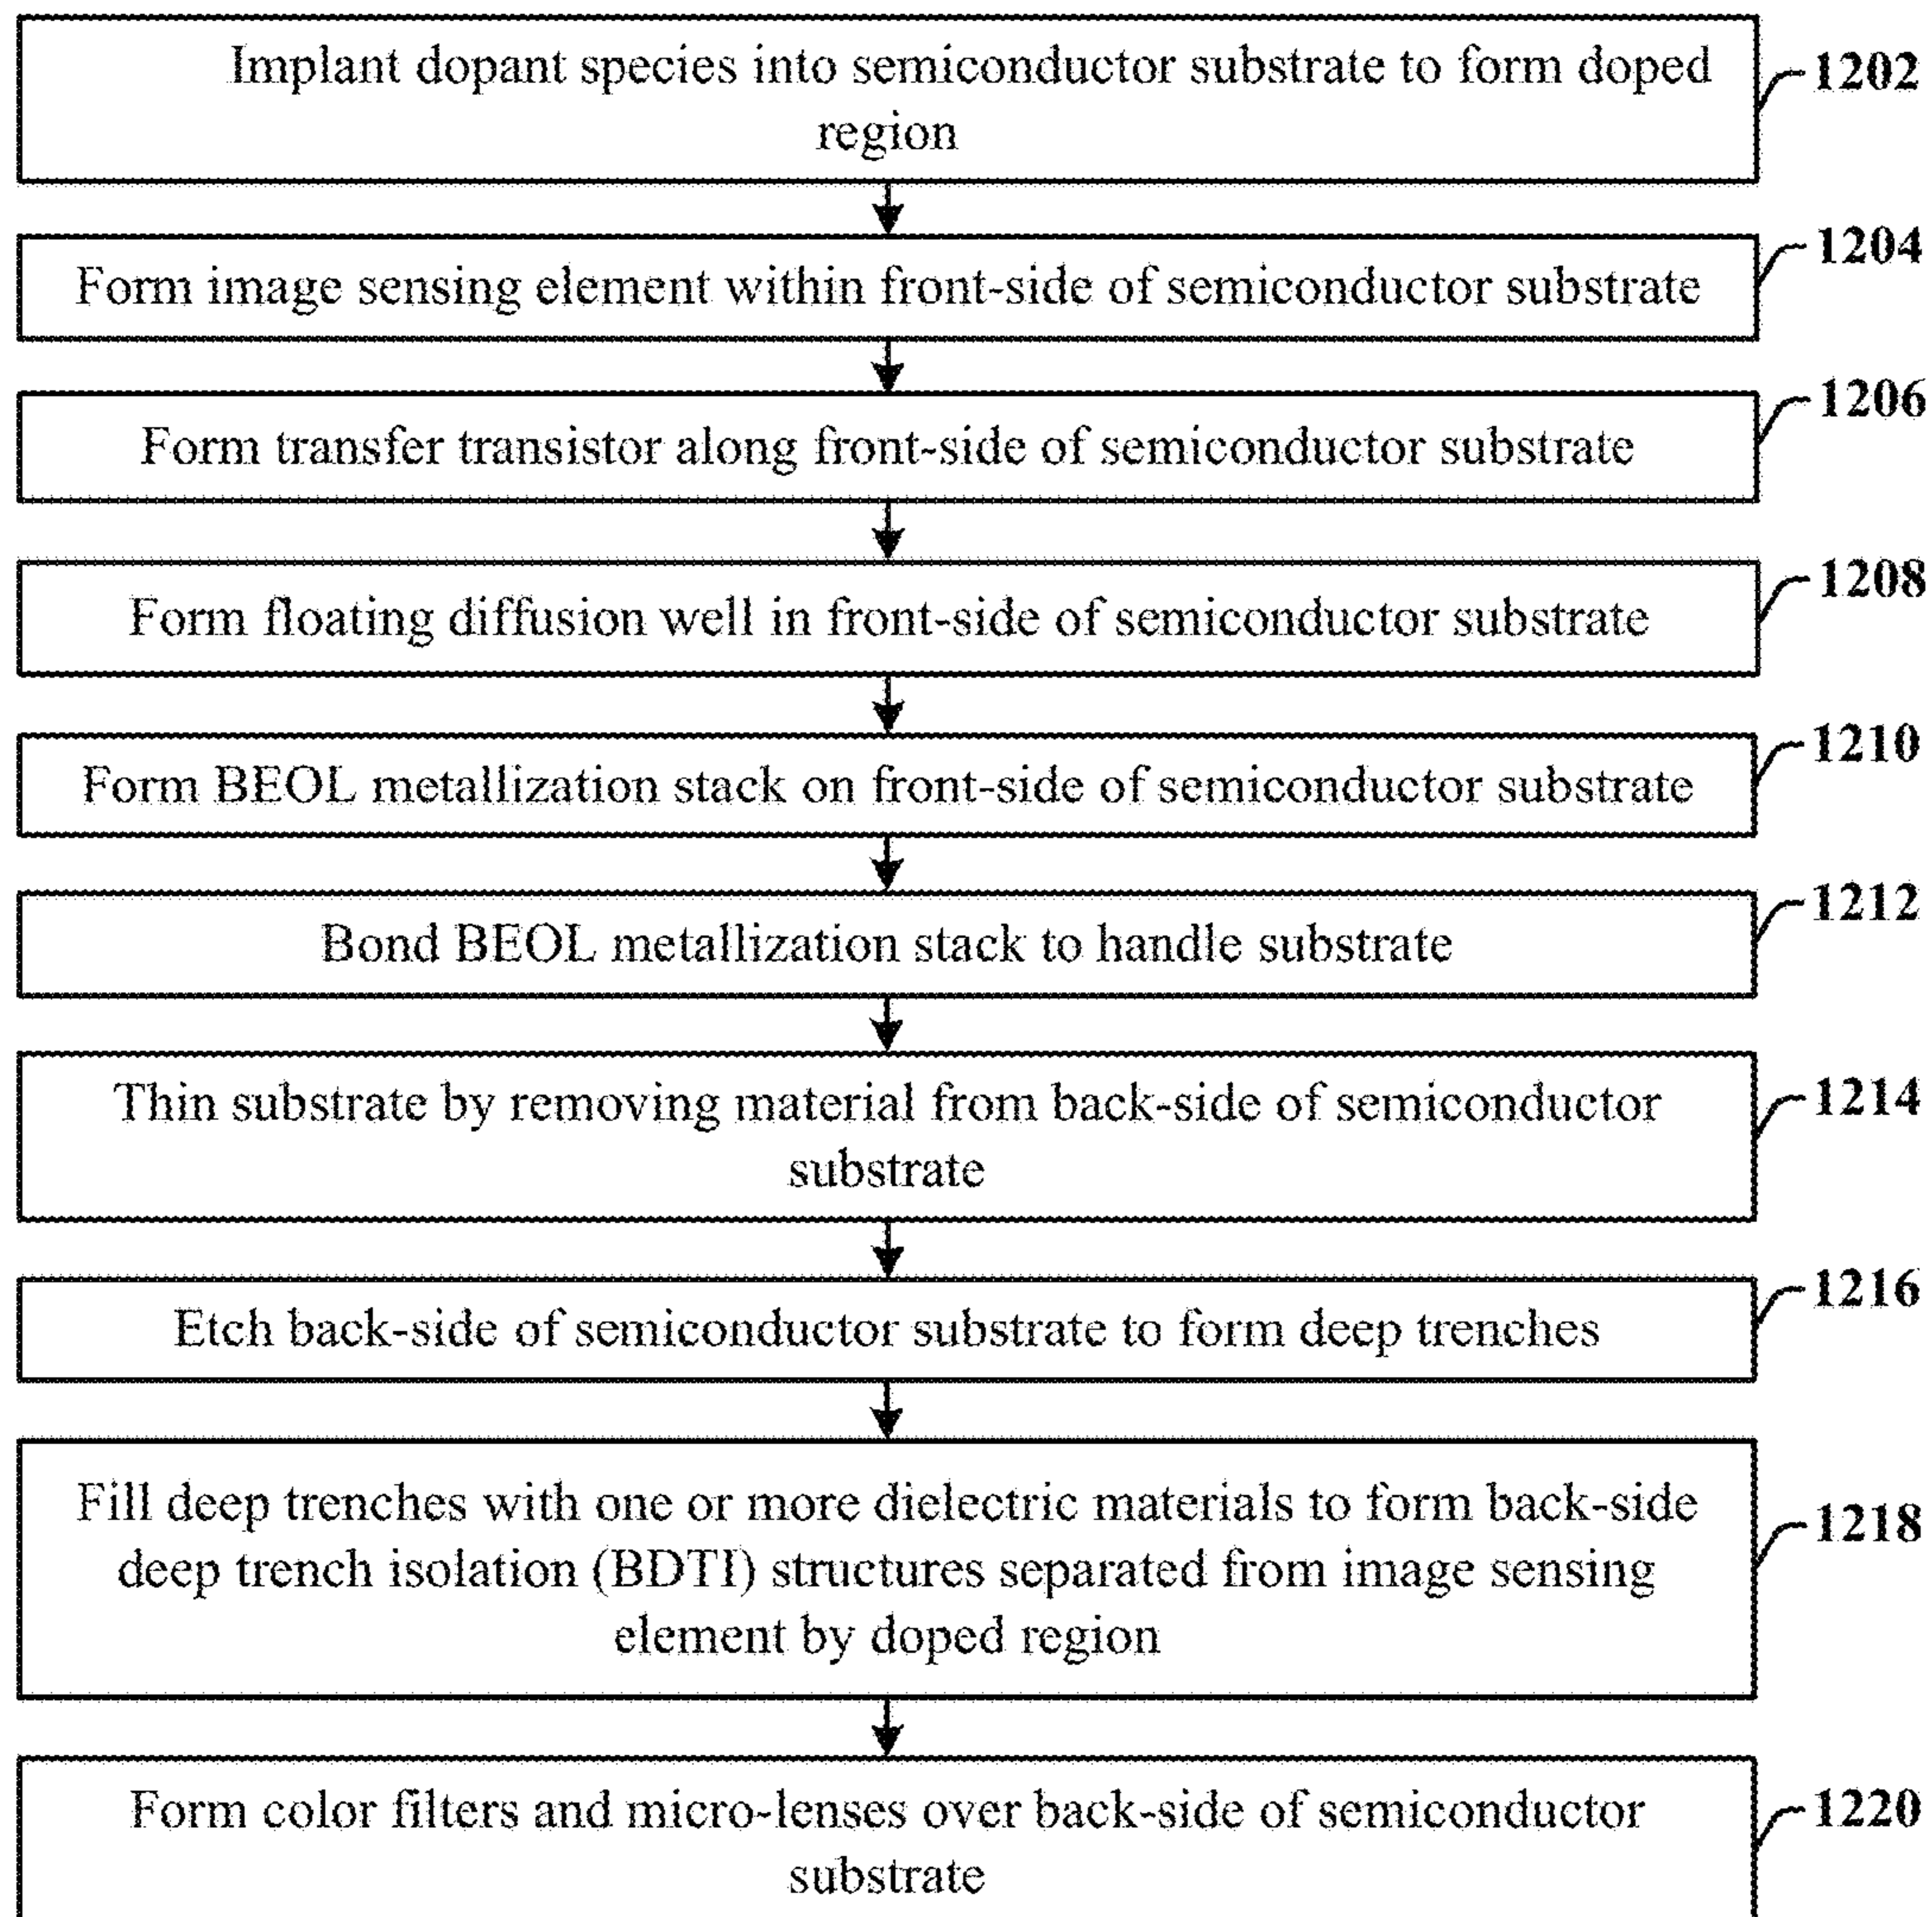 Implant dopant species into semiconductor substrate to form doped
region
1202
Form image sensing element within front-side of semiconductor substrate
1204
Form transfer transistor along front-side of semiconductor substrate
1206
Form floating diffusion well in front-side of semiconductor substrate
1208
Form BEOL metallization stack on front-side of semiconductor substrate
1210
Bond BEOL metallization stack to handle substrate
1212
Thin substrate by removing material from back-side of semiconductor
substrate
1214
Etch back-side of semiconductor substrate to form deep trenches
1216
Fill deep trenches with one or more dielectric materials to form back-side
deep trench isolation (BDTI) structures separated from image sensing
element by doped region
1218
Form color filters and micro-lenses over back-side of semiconductor
substrate
1220